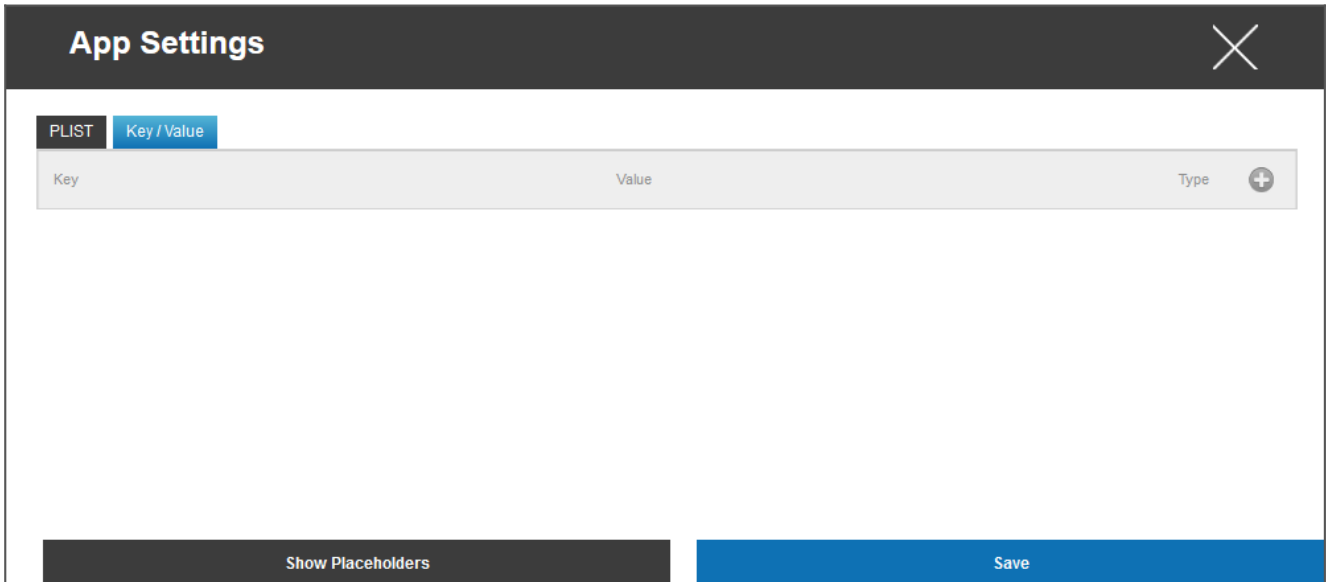 App Settings
PLIST Key / Value
Key Value Type
Show Placeholders Save